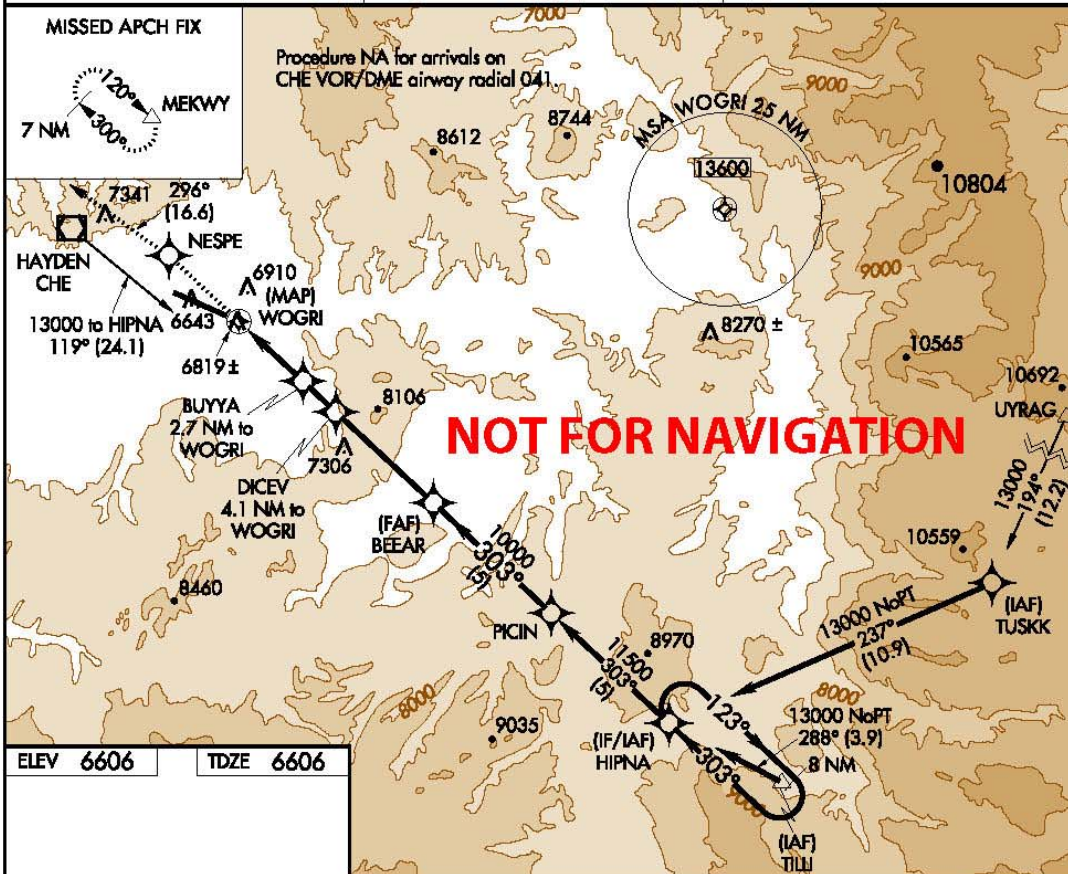 MISSED APCH FIX
120°
MEKWY
7 NM
300°
Procedure NA for arrivals on
CHE VOR/DME airway radial 041.
7000
9000
8612
8744
MSA WOGRI 25 NM
13600
10804
7341
296°
(16.6)
NESPE
HAYDEN
CHE
6910
(MAP)
WOGRI
6643
13000 to HIPNA
119° (24.1)
6819 ±
9000
8270 ±
10565
10692
UYRAG
BUYYA
2.7 NM to
WOGRI
8106
NOT FOR NAVIGATION
7306
DICEV
4.1 NM to
WOGRI
13000
194°
(12.2)
(FAF)
BEEAR
10000
303°
(5)
10559
8460
PICIN
(IAF)
TUSKK
13000 NoPT
237°
(10.9)
11500
303°
(5)
8970
8000
8000
9035
123°
13000 NoPT
288° (3.9)
8 NM
(IF/IAF)
HIPNA
303°
9000
(IAF)
TILLI
ELEV 6606
TDZE 6606